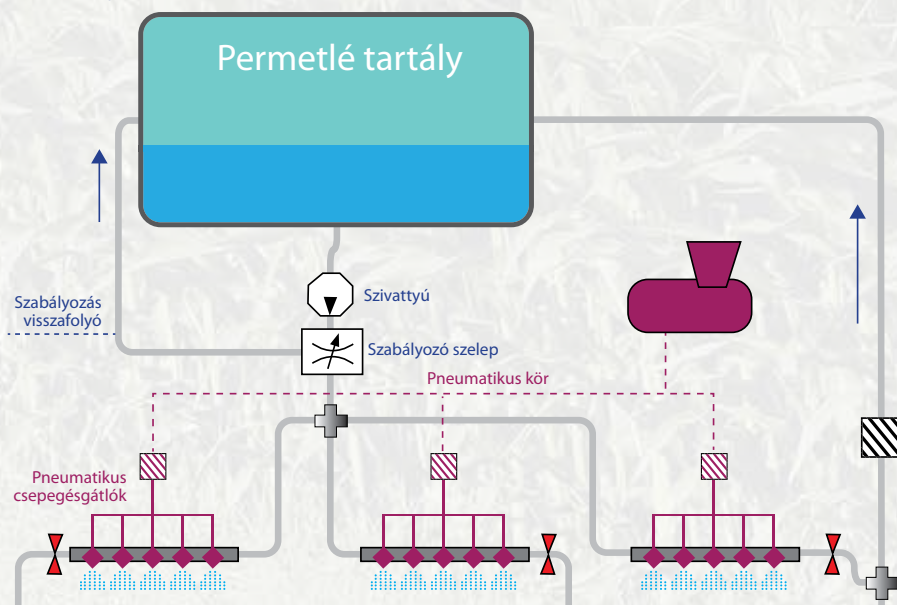 Permetlé tartály
Szivattyú
Szabályozás
visszafolyó
Szabályozó szelep
Pneumatikus kör
Pneumatikus
csepegésgátlók